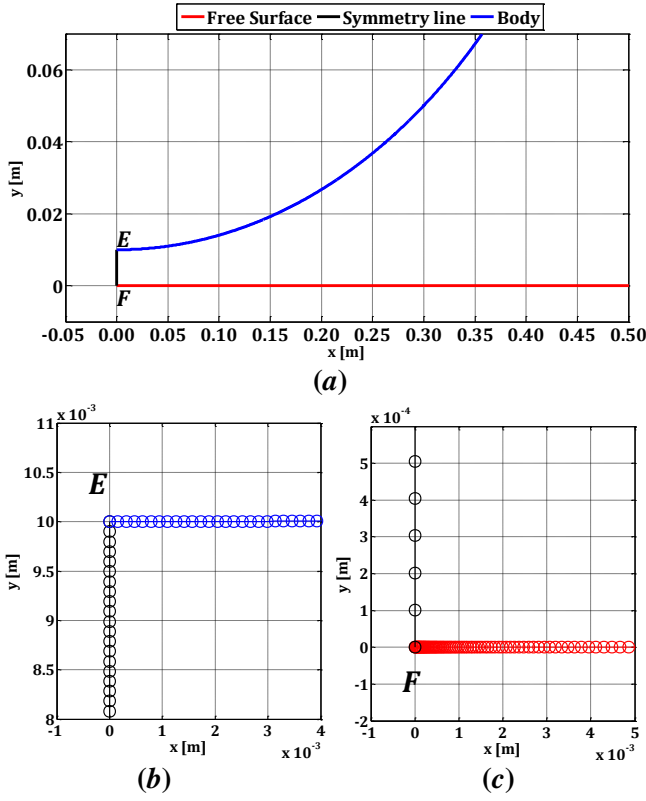 Free Surface Symmetry line Body
0.06
0.04
0.02
0
y [m]
E
F
-0.05 0.00 0.05 0.10 0.15 0.20 0.25 0.30 0.35 0.40 0.45 0.50
x [m]
(a)
x 10-3
11
10.5
10
9.5
9
8.5
8
y [m]
E
-1 0 1 2 3 4
x [m]
x 10-3
(b)
x 10-4
5
4
3
2
1
0
-1
-2
y [m]
F
-1 0 1 2 3 4 5
x [m]
x 10-3
(c)